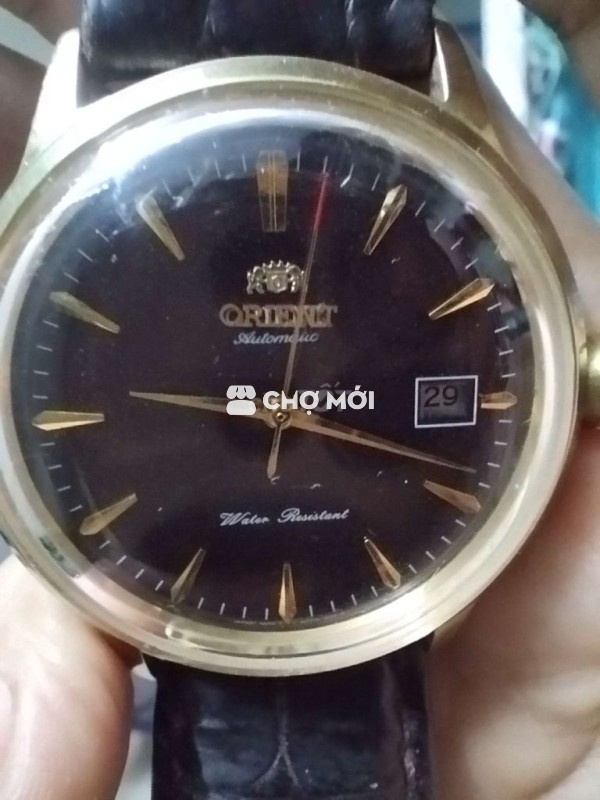 ORIENT
Automatic
CHỢ MỚI
29
Water Resistant